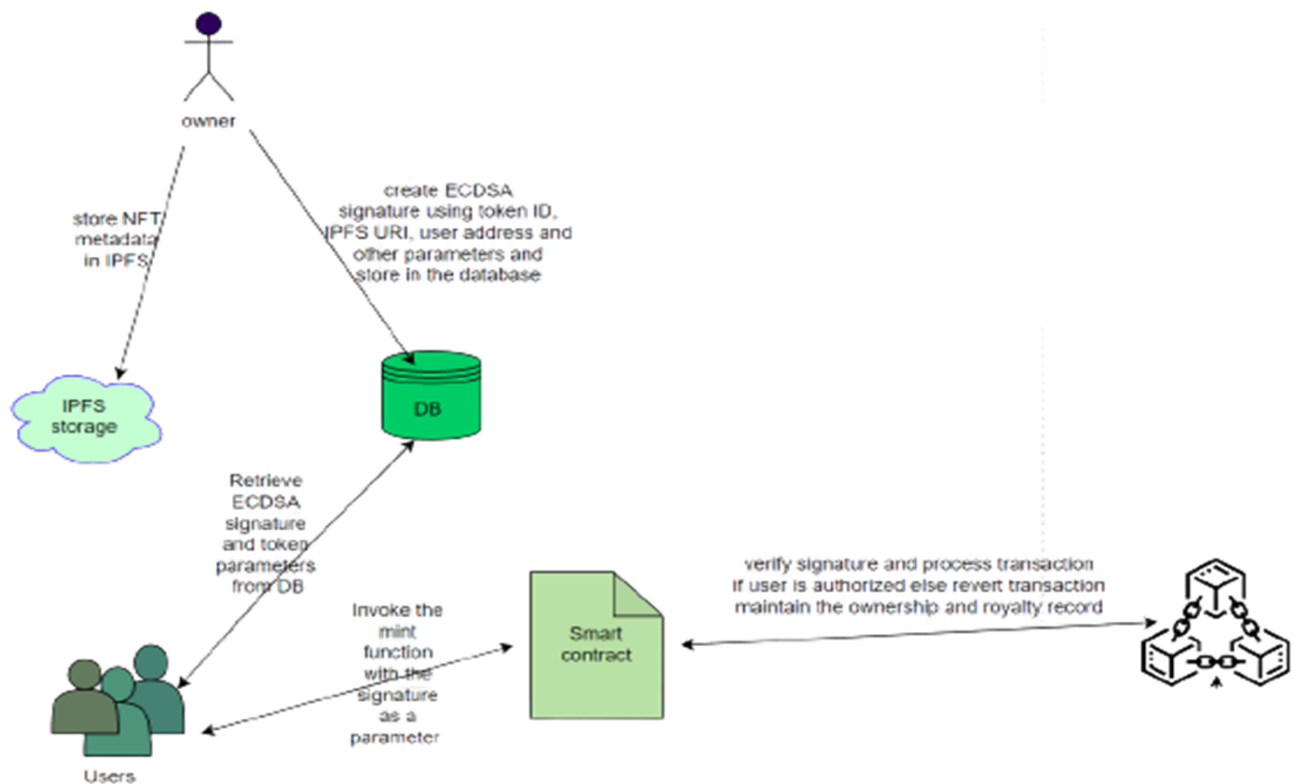 owner
store NFT
metadata
in IPFS
create ECDSA
signature using token ID,
IPFS URI, user address and
other parameters and
store in the database
IPFS
storage
DB
Retrieve
ECDSA
signature
and token
parameters
from DB
Invoke the
mint
function
with the
signature
as a
parameter
Smart
contract
verify signature and process transaction
if user is authorized else revert transaction
maintain the ownership and royalty record
Users